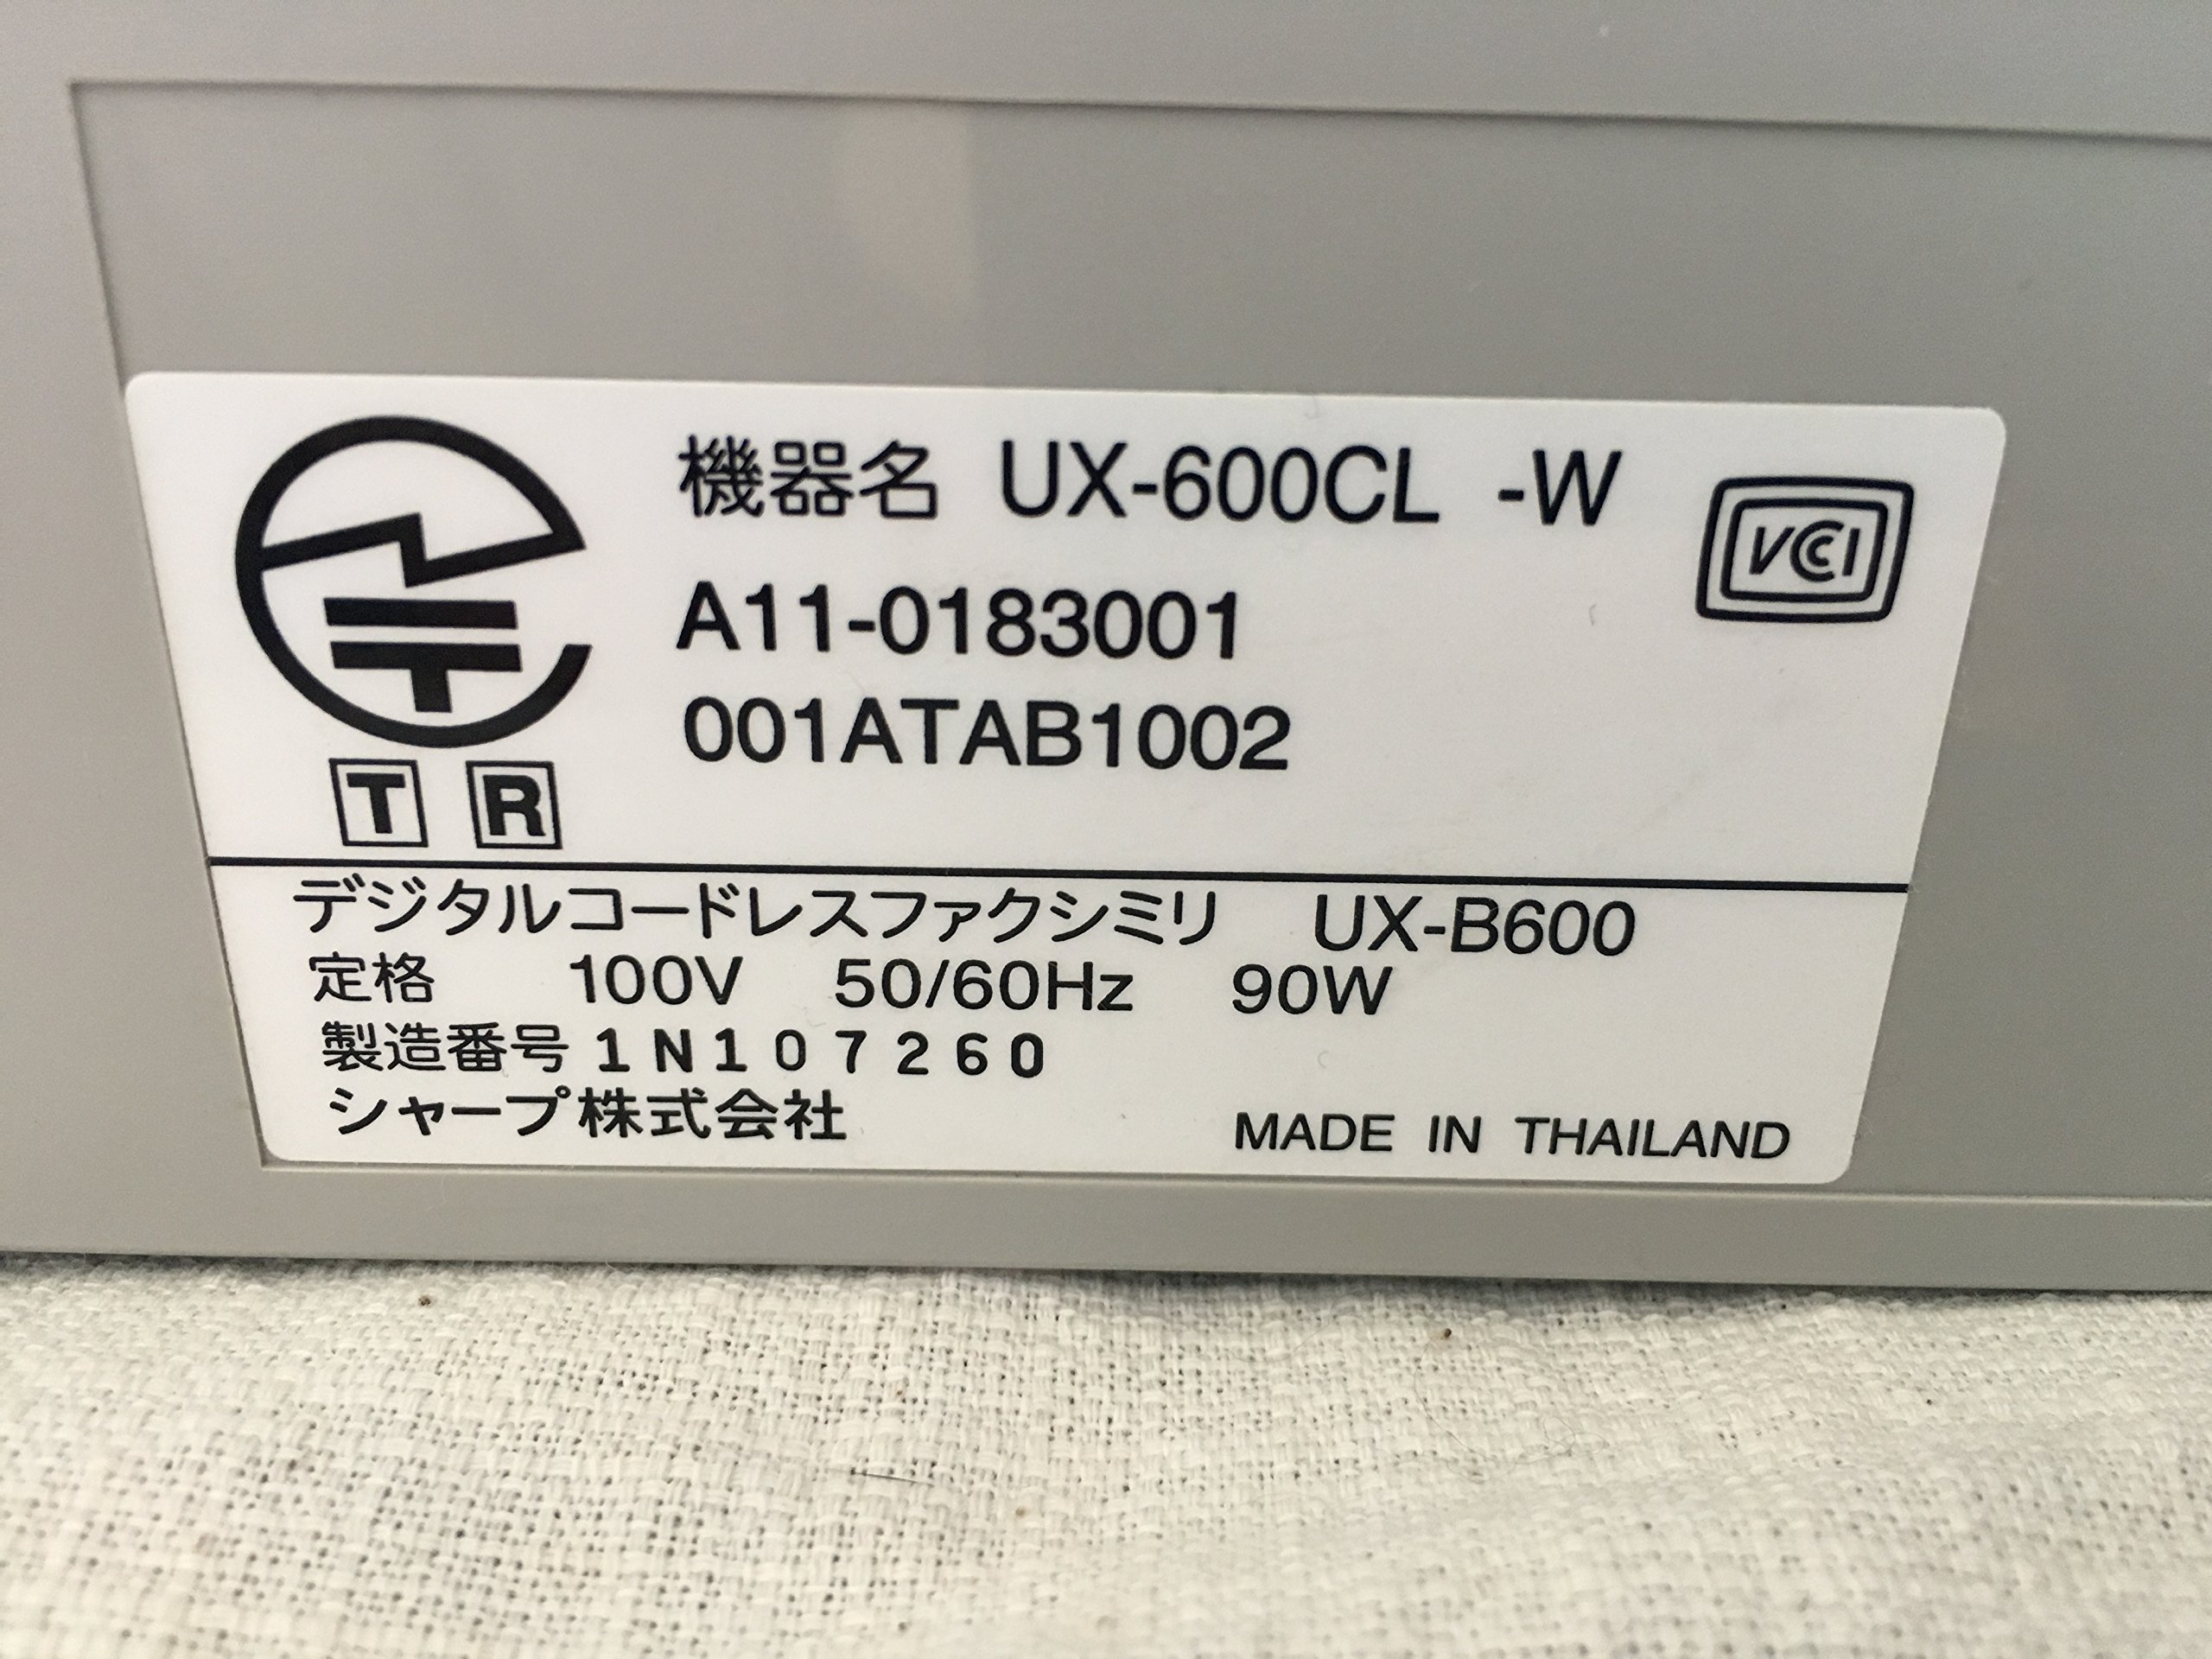 機器名 UX-600CL -W
VCCI
A11-0183001
001ATAB1002
T R
デジタルコードレスファクシミリ UX-B600
定格 100V 50/60Hz 90W
製造番号 1N107260
シャープ株式会社
MADE IN THAILAND